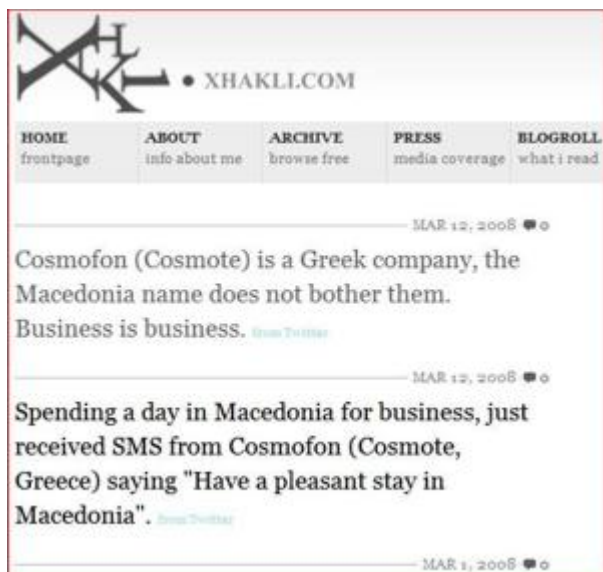 • XHAKLI.COM
HOME ABOUT ARCHIVE PRESS BLOGROLL
frontpage info about me browse free media coverage what i read
MAR 12, 2008 0
Cosmofon (Cosmote) is a Greek company, the
Macedonia name does not bother them.
Business is business. from Twitter
MAR 12, 2008 0
Spending a day in Macedonia for business, just
received SMS from Cosmofon (Cosmote,
Greece) saying "Have a pleasant stay in
Macedonia". from Twitter
MAR 1, 2008 0